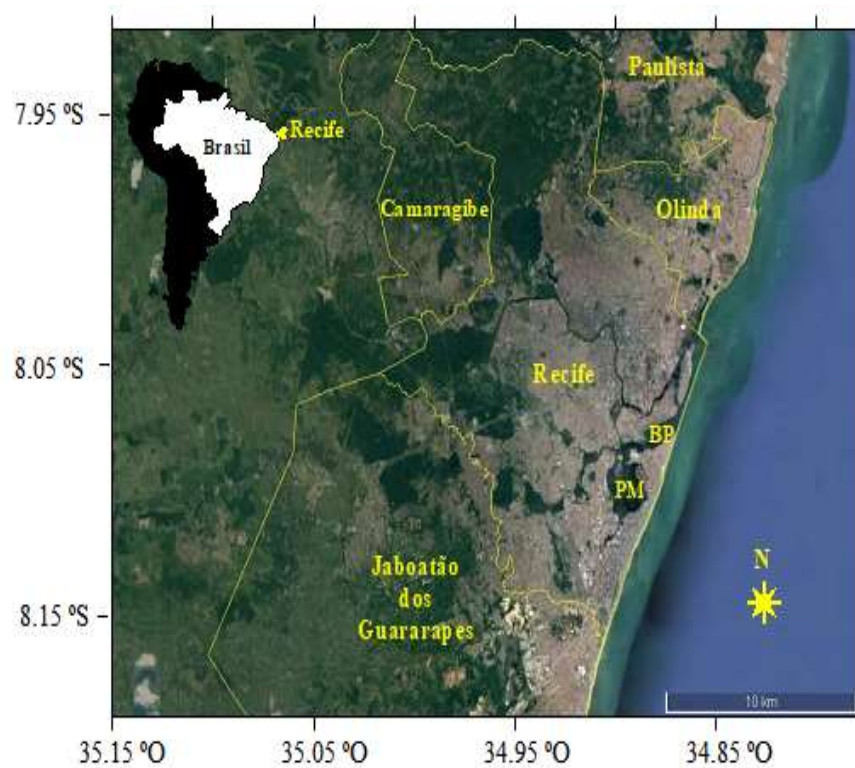 Paulista
7.95 ºS
Recife
Brasil
Camaragibe
Olinda
8.05 ºS
Recife
BP
PM
N
Jaboatão
dos
Guararapes
8.15 ºS
10 km
35.15 ºO
35.05 ºO
34.95 ºO
34.85 ºO